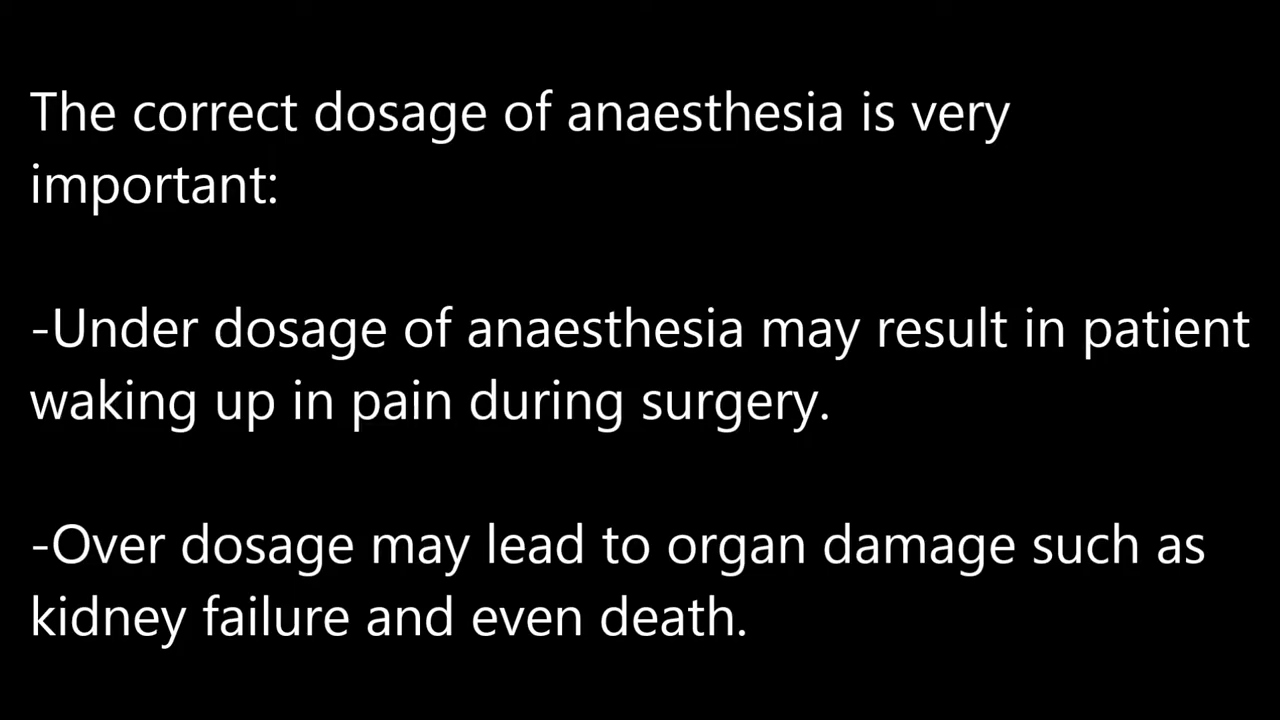 The correct dosage of anaesthesia is very
important:
-Under dosage of anaesthesia may result in patient
waking up in pain during surgery.
-Over dosage may lead to organ damage such as
kidney failure and even death.